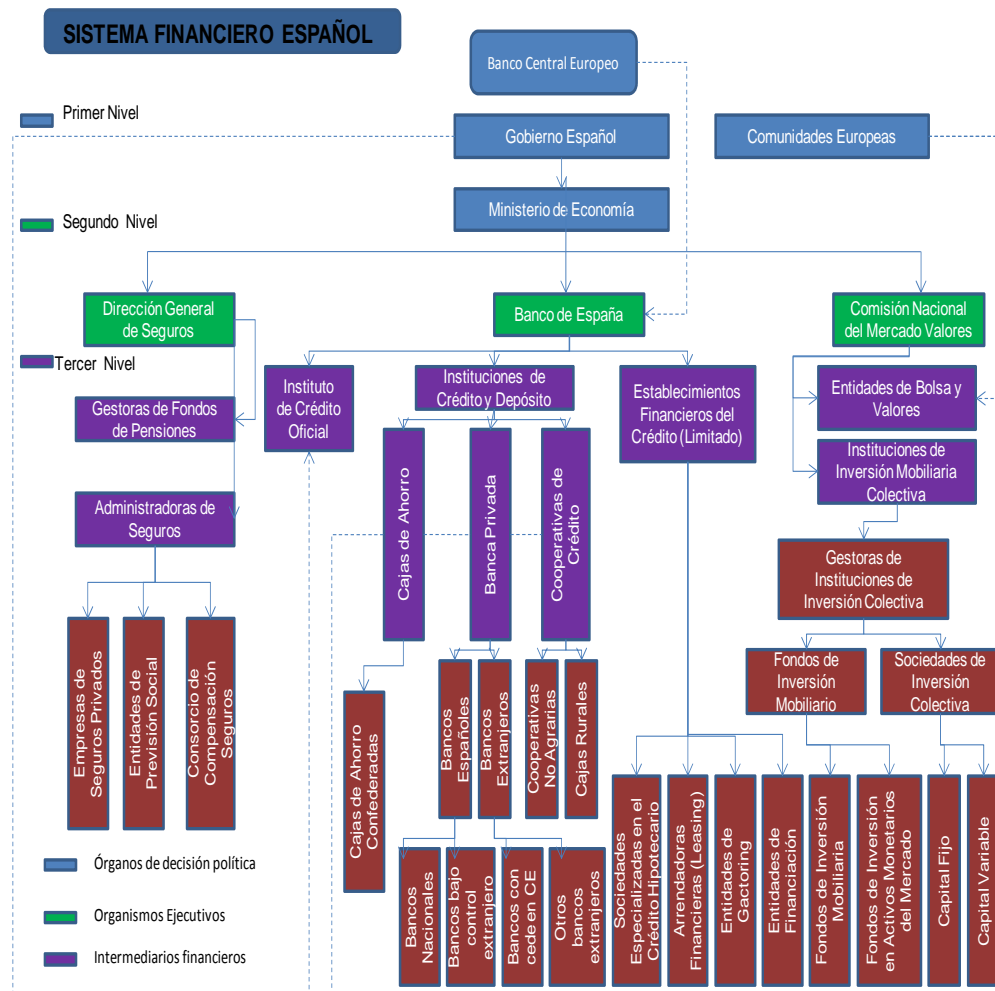 SISTEMA FINANCIERO ESPAÑOL
Banco Central Europeo
Primer Nivel
Gobierno Español
Comunidades Europeas
Ministerio de Economía
Segundo Nivel
Dirección General
de Seguros
Banco de España
Comisión Nacional
del Mercado Valores
Tercer Nivel
Gestoras de Fondos
de Pensiones
Administradoras de
Seguros
Instituto
de Crédito
Oficial
Instituciones de
Crédito y Depósito
Establecimientos
Financieros del
Crédito (Limitado)
Entidades de Bolsa y
Valores
Instituciones de
Inversión Mobiliaria
Colectiva
Cajas de Ahorro
Banca Privada
Cooperativas de
Crédito
Gestoras de
Instituciones de
Inversión Colectiva
Fondos de
Inversión
Mobiliario
Sociedades de
Inversión
Colectiva
Empresas de
Seguros Privados
Entidades de
Previsión Social
Consorcio de
Compensación
Seguros
Cajas de Ahorro
Confederadas
Bancos
Españoles
Bancos
Extranjeros
Cooperativas
No Agrarias
Cajas Rurales
Bancos
Nacionales
Bancos bajo
control
extranjero
Bancos con
cede en CE
Otros
bancos
extranjeros
Sociedades
Especializadas en el
Crédito Hipotecario
Arrendadoras
Financieras (Leasing)
Entidades de
Gactoring
Entidades de
Financiación
Fondos de Inversión
Mobiliaria
Fondos de Inversión
en Activos Monetarios
del Mercado
Capital Fijo
Capital Variable
Órganos de decisión política
Organismos Ejecutivos
Intermediarios financieros